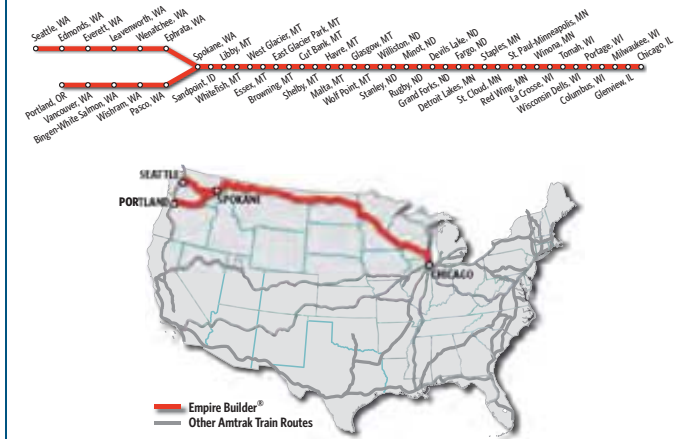 Seattle, WA
Edmonds, WA
Everett, WA
Leavenworth, WA
Wenatchee, WA
Ephrata, WA
Spokane, WA
Libby, MT
West Glacier, MT
East Glacier Park, MT
Cut Bank, MT
Havre, MT
Glasgow, MT
Williston, ND
Minot, ND
Devils Lake, ND
Fargo, ND
Staples, MN
St. Paul-Minneapolis, MN
Winona, MN
Tomah, WI
Portage, WI
Milwaukee, WI
Chicago, IL
Portland, OR
Vancouver, WA
Bingen-White Salmon, WA
Wishram, WA
Pasco, WA
Sandpoint, ID
Whitefish, MT
Essex, MT
Browning, MT
Shelby, MT
Malta, MT
Wolf Point, MT
Stanley, ND
Rugby, ND
Grand Forks, ND
Detroit Lakes, MN
St. Cloud, MN
Red Wing, MN
La Crosse, WI
Wisconsin Dells, WI
Columbus, WI
Glenview, IL
SEATTLE
PORTLAND
SPOKANE
CHICAGO
Empire Builder®
Other Amtrak Train Routes